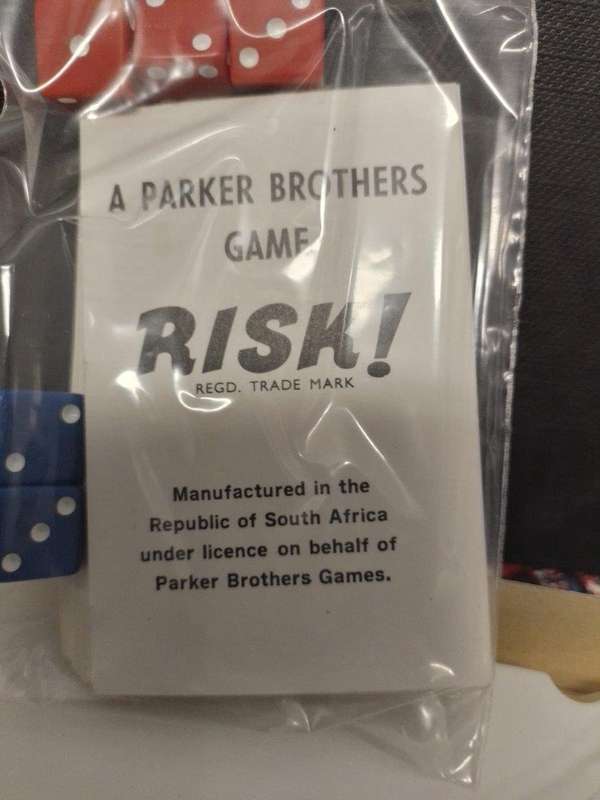 A PARKER BROTHERS
GAME
RISK!
REGD. TRADE MARK
Manufactured in the
Republic of South Africa
under licence on behalf of
Parker Brothers Games.